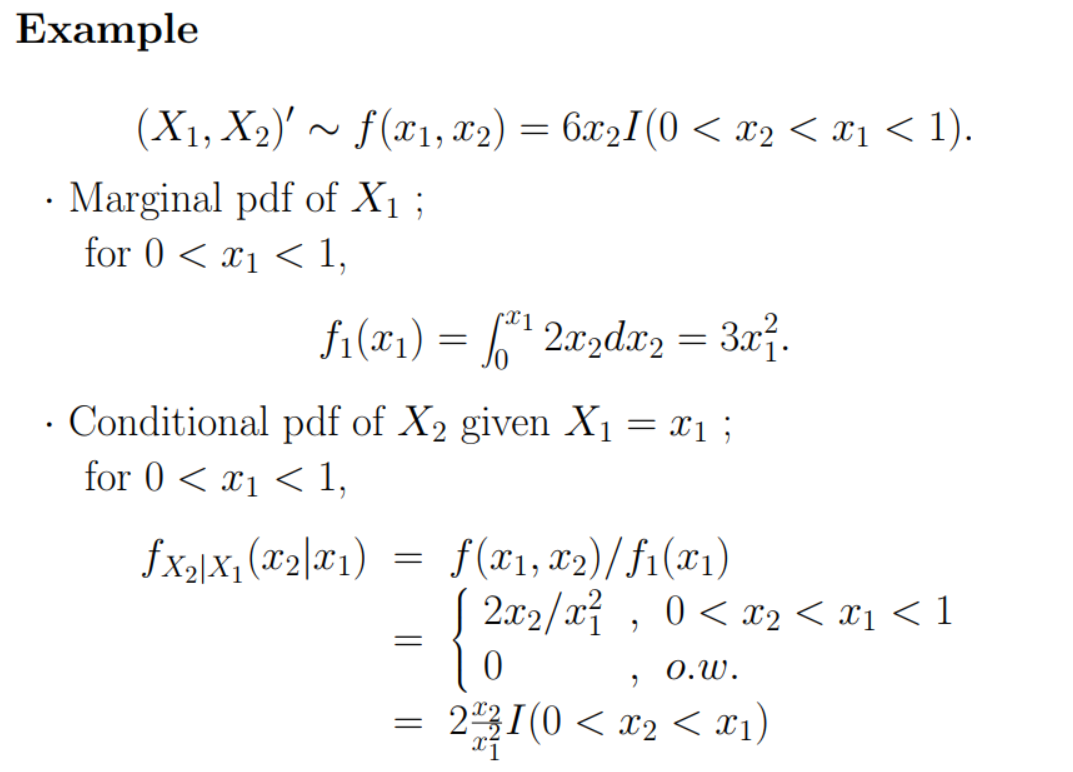 Example
(X₁, X₂)′ ∼ f(x₁, x₂) = 6x₂I(0 < x₂ < x₁ < 1).
· Marginal pdf of X₁ ;
for 0 < x₁ < 1,
f₁(x₁) = ∫₀^{x₁} 2x₂dx₂ = 3x₁².
· Conditional pdf of X₂ given X₁ = x₁ ;
for 0 < x₁ < 1,
f_{X₂|X₁}(x₂|x₁) = f(x₁, x₂)/f₁(x₁)
= { 2x₂/x₁² , 0 < x₂ < x₁ < 1
0 , o.w.
= 2\frac{x₂}{x₁²}I(0 < x₂ < x₁)